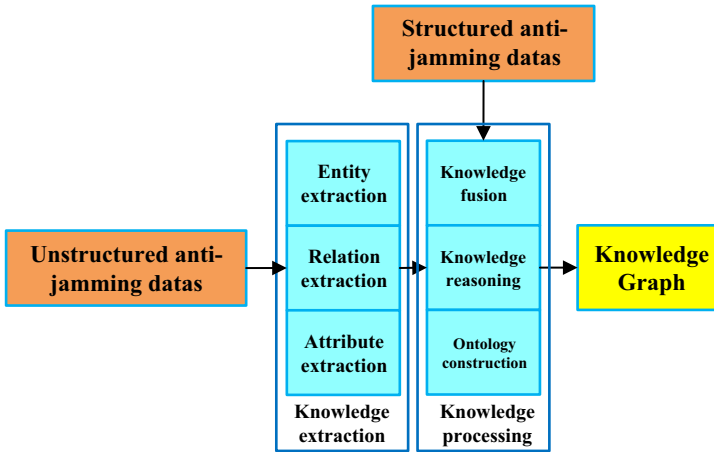 Structured anti-
jamming datas
Unstructured anti-
jamming datas
Entity
extraction
Relation
extraction
Attribute
extraction
Knowledge
extraction
Knowledge
fusion
Knowledge
reasoning
Ontology
construction
Knowledge
processing
Knowledge
Graph